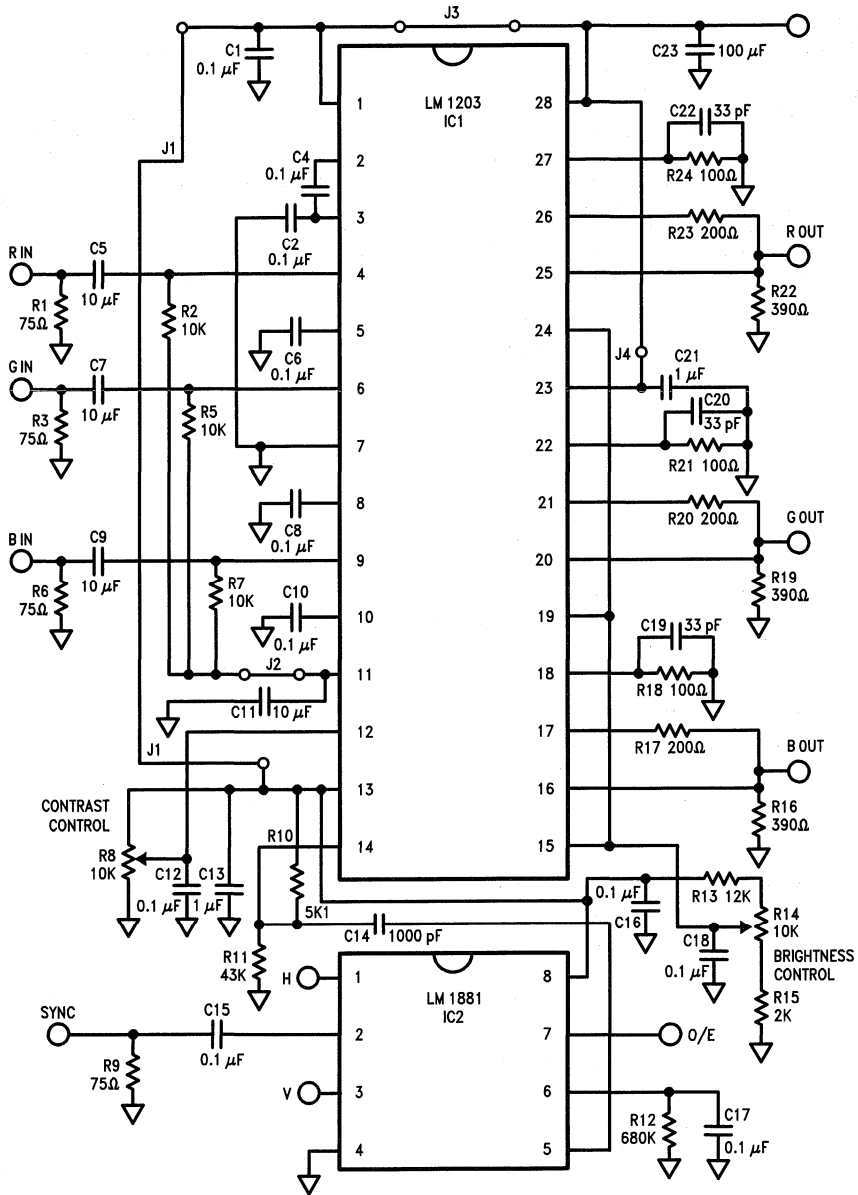 J3
C1
0.1 μF
C23
100 μF
LM 1203
IC1
1
28
C22
33 pF
J1
C4
0.1 μF
2
27
R24 100Ω
C2
0.1 μF
3
26
R23 200Ω
R OUT
R IN
C5
10 μF
4
25
R1
75Ω
R2
10K
R22
390Ω
C6
0.1 μF
5
24
J4
C21
1 μF
G IN
C7
10 μF
6
23
R3
75Ω
R5
10K
C20
33 pF
7
22
R21 100Ω
C8
0.1 μF
8
21
R20 200Ω
G OUT
B IN
C9
10 μF
9
20
R6
75Ω
R7
10K
R19
390Ω
C10
0.1 μF
10
19
C19
33 pF
J2
11
18
R18 100Ω
C11
10 μF
12
17
R17 200Ω
B OUT
J1
13
16
CONTRAST
CONTROL
R16
390Ω
R8
10K
R10
5K1
14
15
C12
0.1 μF
C13
1 μF
0.1 μF
C16
R13 12K
R14
10K
C14
1000 pF
C18
0.1 μF
BRIGHTNESS
CONTROL
R11
43K
H
1
8
LM 1881
IC2
R15
2K
SYNC
C15
0.1 μF
2
7
O/E
R9
75Ω
V
3
6
R12
680K
C17
0.1 μF
4
5